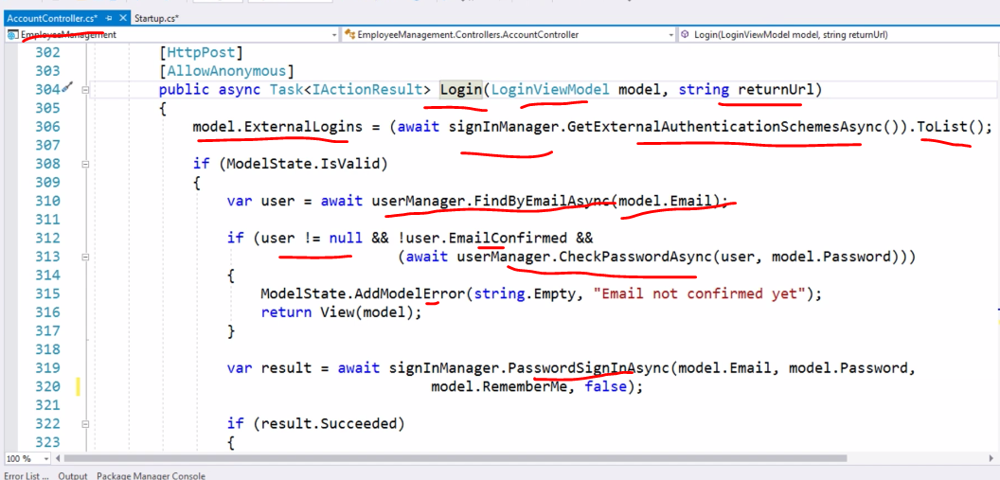 AccountController.cs* Startup.cs*
EmployeeManagement EmployeeManagement.Controllers.AccountController Login(LoginViewModel model, string returnUrl)
302 [HttpPost]
303 [AllowAnonymous]
304 public async Task<IActionResult> Login(LoginViewModel model, string returnUrl)
305 {
306 model.ExternalLogins = (await signInManager.GetExternalAuthenticationSchemesAsync()).ToList();
307
308 if (ModelState.IsValid)
309 {
310 var user = await userManager.FindByEmailAsync(model.Email);
311
312 if (user != null && !user.EmailConfirmed &&
313 (await userManager.CheckPasswordAsync(user, model.Password)))
314 {
315 ModelState.AddModelError(string.Empty, "Email not confirmed yet");
316 return View(model);
317 }
318
319 var result = await signInManager.PasswordSignInAsync(model.Email, model.Password,
320 model.RememberMe, false);
321
322 if (result.Succeeded)
323 {
100 %
Error List ... Output Package Manager Console